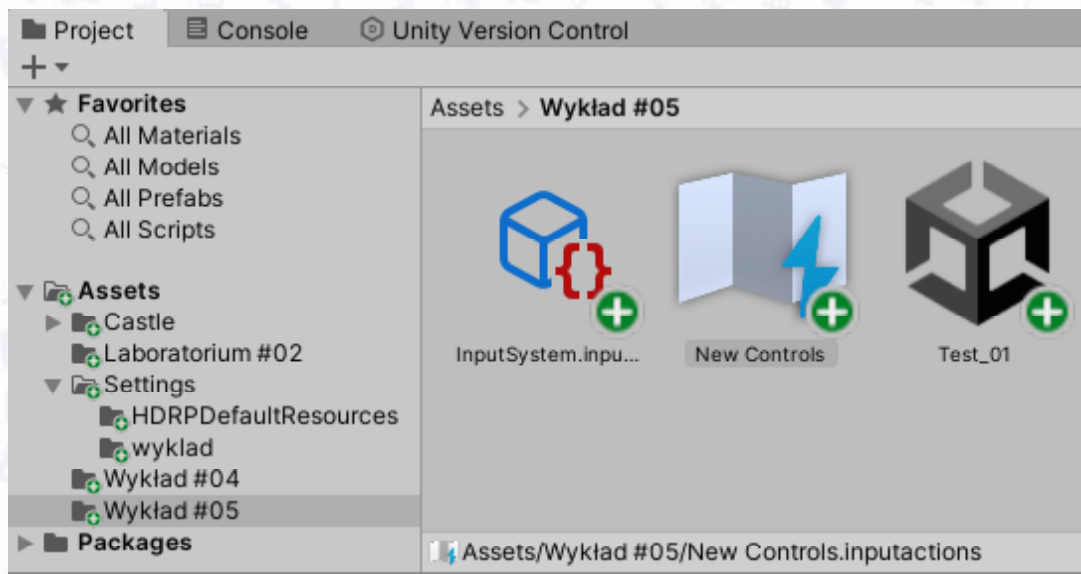 Project Console Unity Version Control
Favorites
All Materials
All Models
All Prefabs
All Scripts
Assets
Castle
Laboratorium #02
Settings
HDRPDefaultResources
wyklad
Wykład #04
Wykład #05
Packages
Assets > Wykład #05
InputSystem.inpu... New Controls Test_01
Assets/Wykład #05/New Controls.inputactions